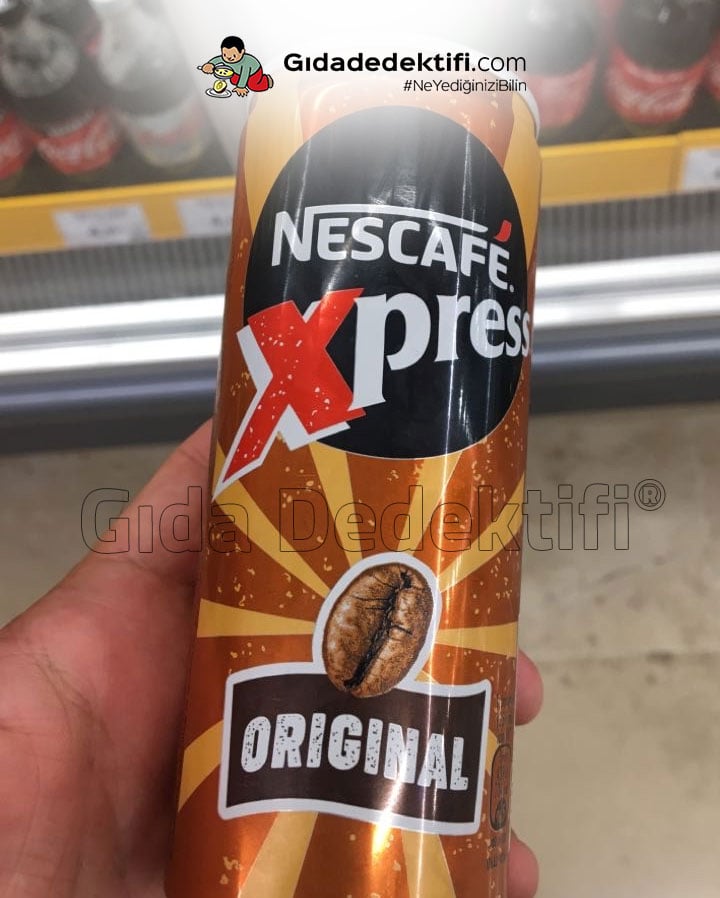 Gıdadedektifi.com
#NeYediğiniziBilin
NESCAFÉ.
Xpress
Gıda Dedektifi®
ORIGINAL